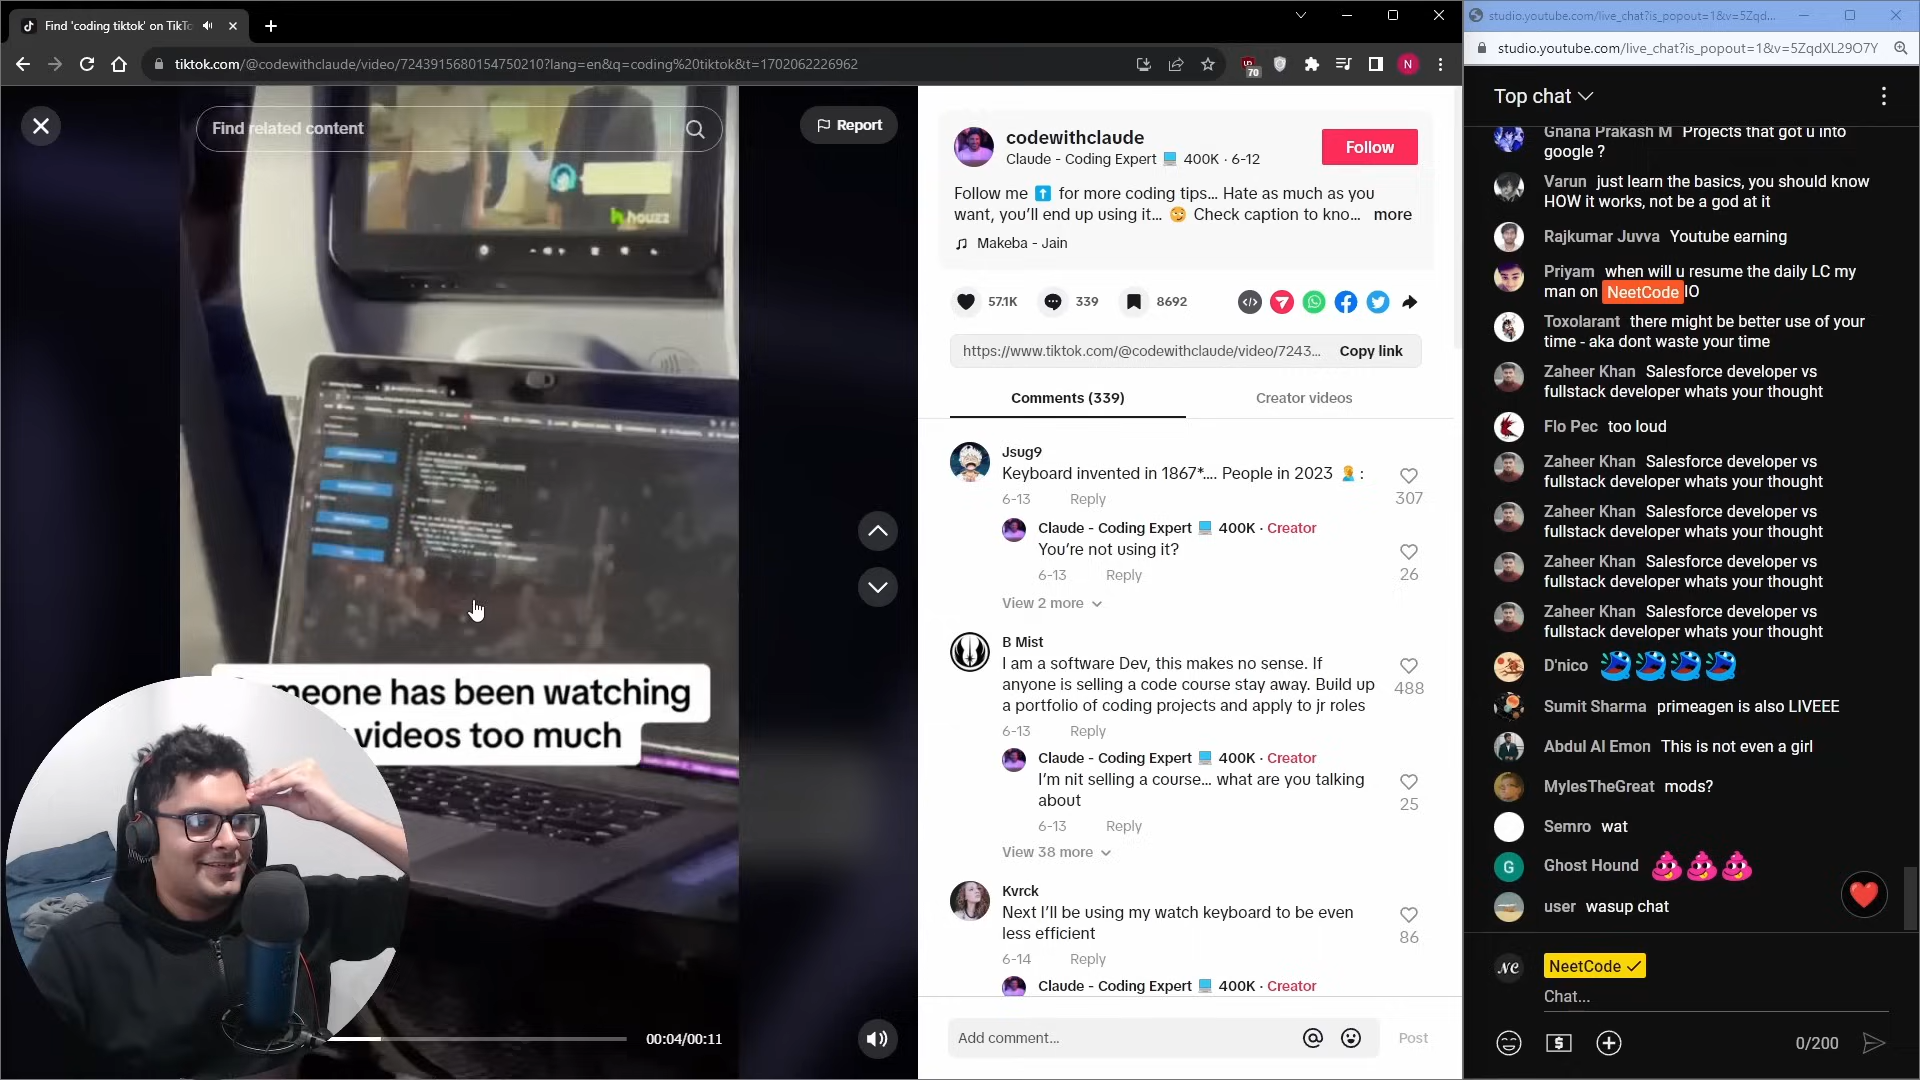 Find 'coding tiktok' on TikTo
tiktok.com/@codewithclaude/video/7243915680154750210?lang=en&q=coding%20tiktok&t=1702062226962
70
N
Find related content
Report
houzz
meone has been watching
videos too much
00:04/00:11
codewithclaude
Claude - Coding Expert 💻 400K · 6-12
Follow
Follow me ⬆️ for more coding tips... Hate as much as you
want, you’ll end up using it... 😳 Check caption to kno... more
Makeba - Jain
57.1K
339
8692
https://www.tiktok.com/@codewithclaude/video/7243... Copy link
Comments (339)
Creator videos
Jsug9
Keyboard invented in 1867*.... People in 2023 🤦 :
307
6-13 Reply
Claude - Coding Expert 💻 400K · Creator
You’re not using it?
26
6-13 Reply
View 2 more
B Mist
I am a software Dev, this makes no sense. If
anyone is selling a code course stay away. Build up
a portfolio of coding projects and apply to jr roles
488
6-13 Reply
Claude - Coding Expert 💻 400K · Creator
I’m nit selling a course... what are you talking
about
25
6-13 Reply
View 38 more
Kvrck
Next I’ll be using my watch keyboard to be even
less efficient
86
6-14 Reply
Claude - Coding Expert 💻 400K · Creator
Add comment...
Post
studio.youtube.com/live_chat?is_popout=1&v=5Zqd...
studio.youtube.com/live_chat?is_popout=1&v=5ZqdXL29O7Y
Top chat
Gnana Prakash M Projects that got u into
google ?
Varun just learn the basics, you should know
HOW it works, not be a god at it
Rajkumar Juvva Youtube earning
Priyam when will u resume the daily LC my
man on NeetCode IO
Toxolarant there might be better use of your
time - aka dont waste your time
Zaheer Khan Salesforce developer vs
fullstack developer whats your thought
Flo Pec too loud
Zaheer Khan Salesforce developer vs
fullstack developer whats your thought
Zaheer Khan Salesforce developer vs
fullstack developer whats your thought
Zaheer Khan Salesforce developer vs
fullstack developer whats your thought
Zaheer Khan Salesforce developer vs
fullstack developer whats your thought
D'nico
Sumit Sharma primeagen is also LIVEEE
Abdul Al Emon This is not even a girl
MylesTheGreat mods?
Semro wat
G
Ghost Hound
user wasup chat
NC
NeetCode ✓
Chat...
0/200